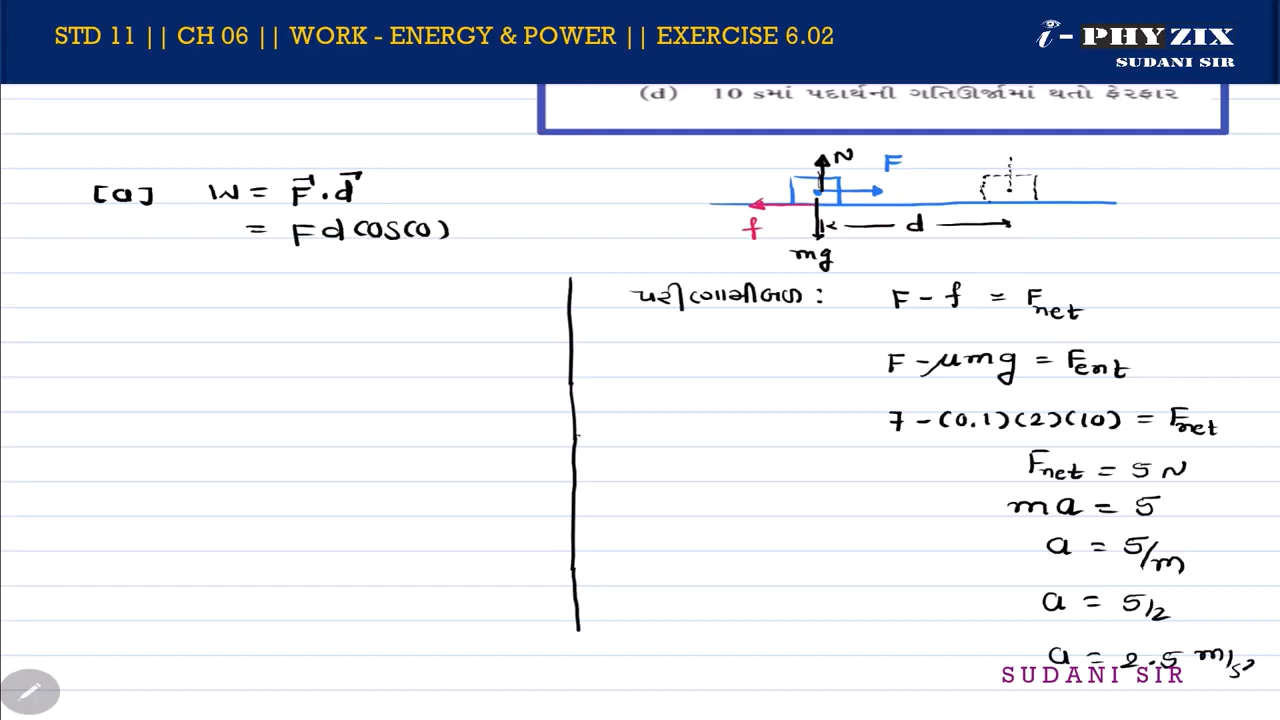 STD 11 || CH 06 || WORK - ENERGY & POWER || EXERCISE 6.02
i - PHYZIX
SUDANI SIR
(d) 10 sમાં પદાર્થની ગતિઊર્જામાં થતો ફેરફાર
[a] W = F⃗ . d⃗
= Fd cos(0)
N
F
f
d
mg
પરીણામીબળ : F - f = Fnet
F - μmg = Fent
7 - (0.1)(2)(10) = Fnet
Fnet = 5 N
ma = 5
a = 5/m
a = 5/2
a = 2.5 m/s²
SUDANI SIR